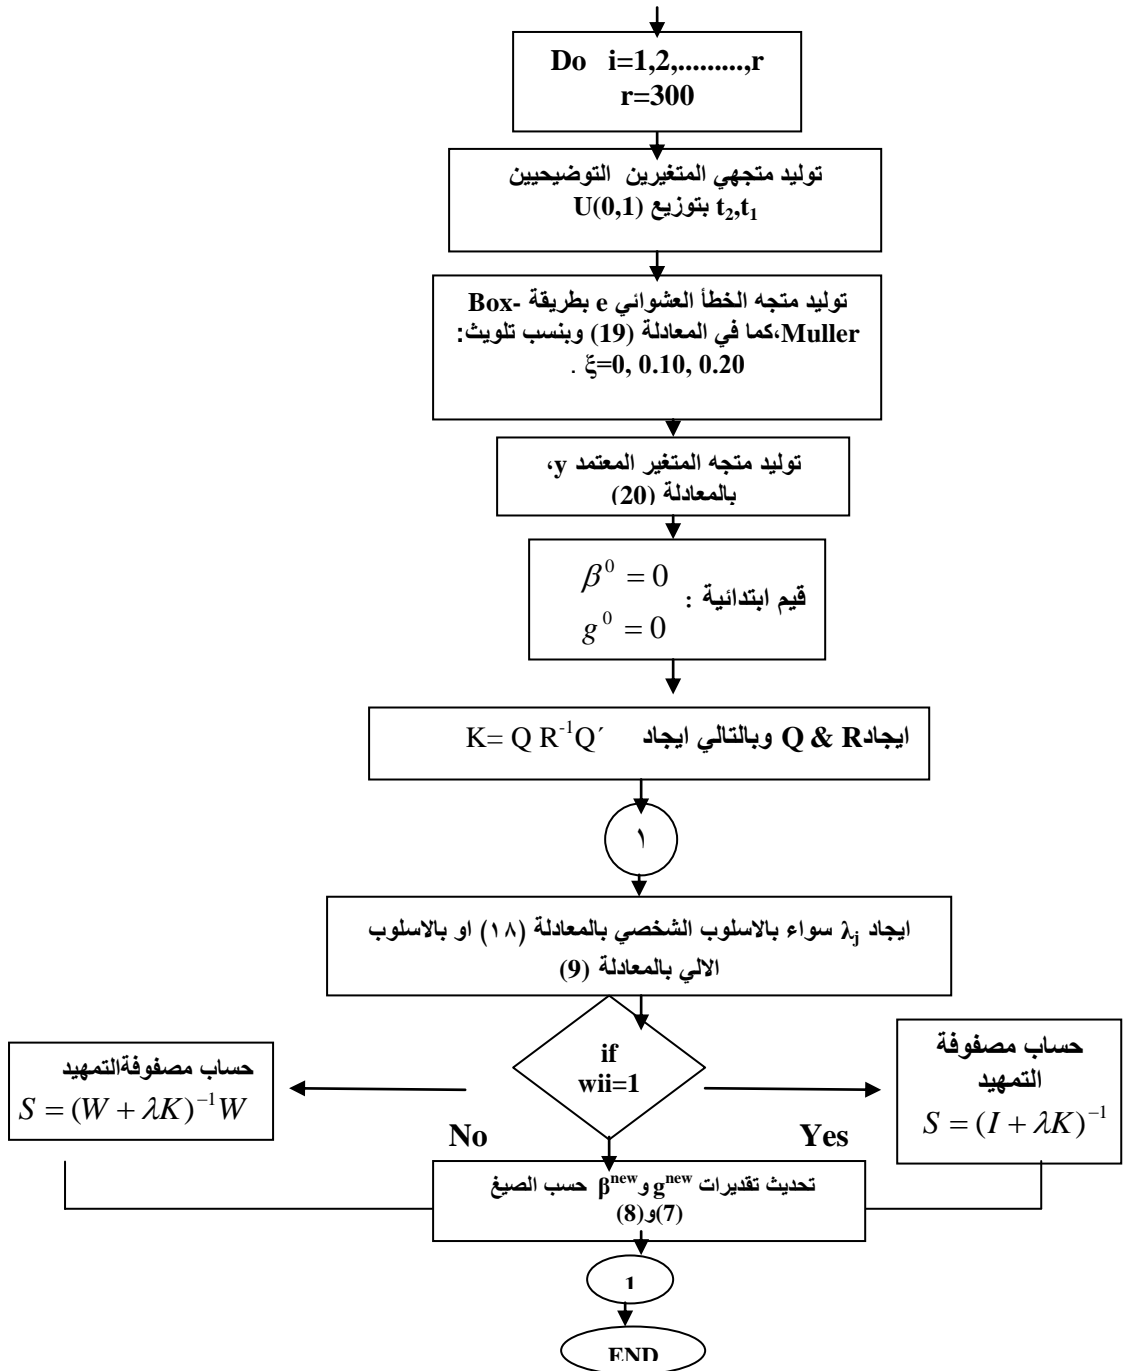 Do i=1,2,.........,r
r=300
توليد متجهي المتغيرين التوضيحيين
t₂,t₁ بتوزيع U(0,1)
توليد متجه الخطأ العشوائي e بطريقة Box-
Muller،كما في المعادلة (19) وبنسب تلويث:
ξ=0, 0.10, 0.20 .
توليد متجه المتغير المعتمد y،
بالمعادلة (20)
قيم ابتدائية :
β⁰ = 0
g⁰ = 0
ايجادQ & R وبالتالي ايجاد K= Q R⁻¹Q´
١
ايجاد λⱼ سواء بالاسلوب الشخصي بالمعادلة (١٨) او بالاسلوب
الالي بالمعادلة (9)
if
wii=1
حساب مصفوفة
التمهيد
S = (I + λK)⁻¹
حساب مصفوفةالتمهيد
S = (W + λK)⁻¹W
No
Yes
تحديث تقديرات gⁿᵉʷ وβⁿᵉʷ حسب الصيغ
(7)و(8)
1
END